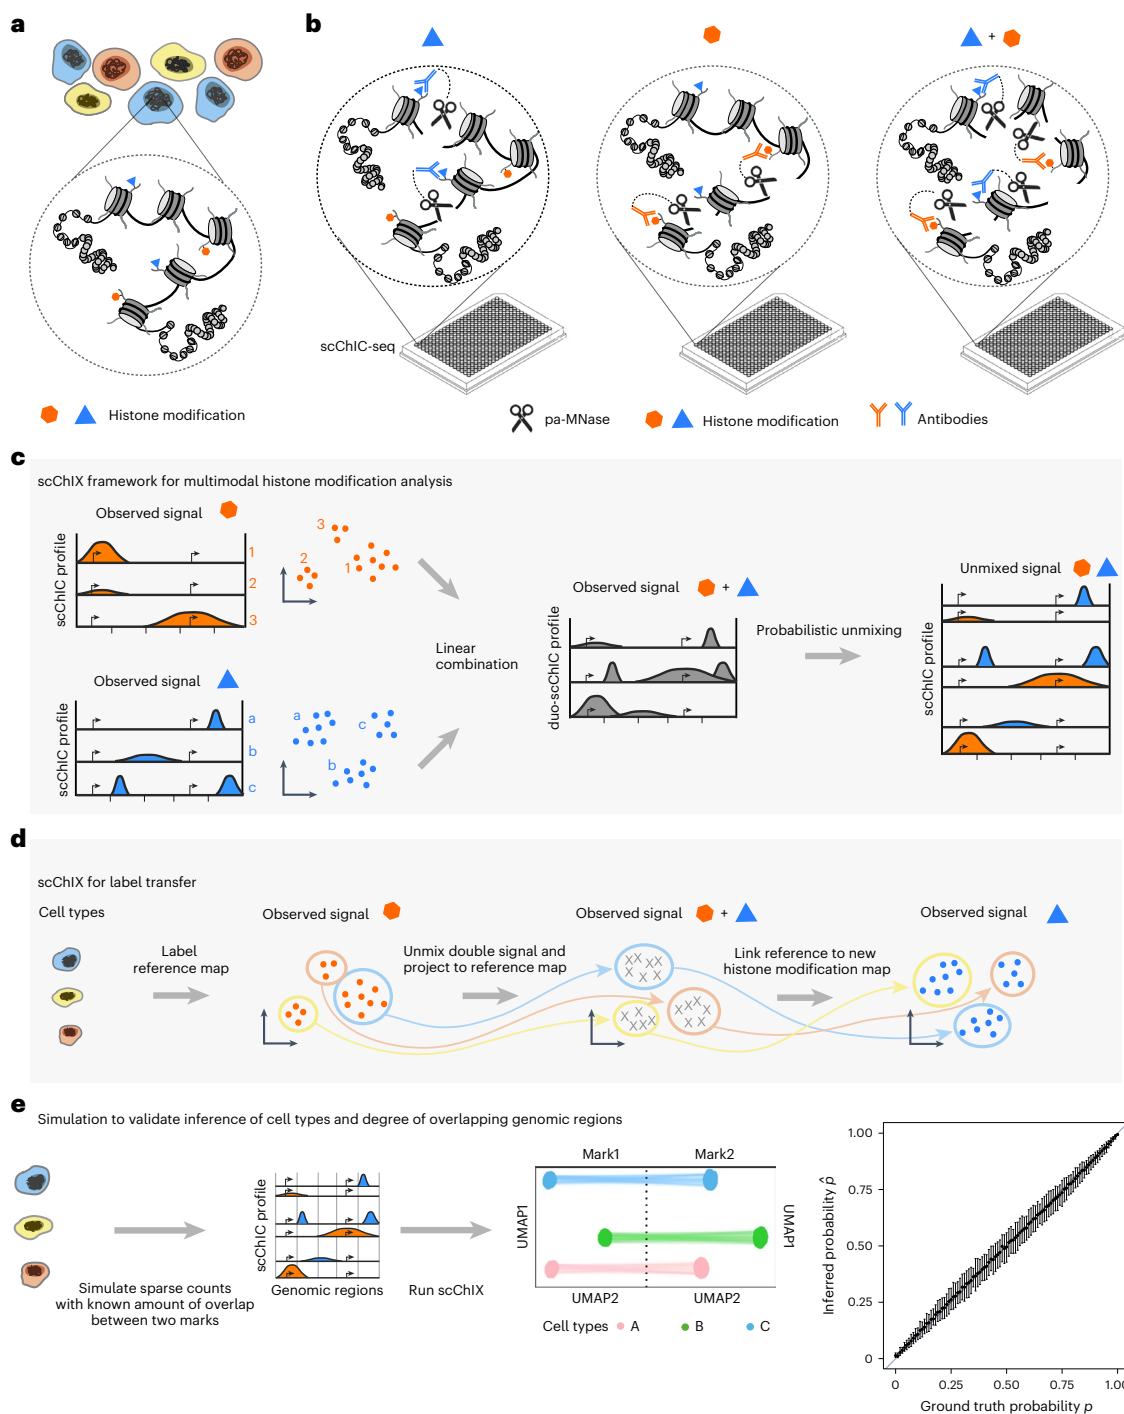 a
b
+
scChIC-seq
Histone modification
pa-MNase
Histone modification
Antibodies
c
scChIX framework for multimodal histone modification analysis
Observed signal
scChIC profile
1
2
3
3
2
1
Observed signal
scChIC profile
a
b
c
a
c
b
Linear
combination
Observed signal
+
duo-scChIC profile
Probabilistic unmixing
Unmixed signal
scChIC profile
d
scChIX for label transfer
Cell types
Label
reference map
Observed signal
Unmix double signal and
project to reference map
Observed signal
+
XX
XXX
X X
Link reference to new
histone modification map
Observed signal
e
Simulation to validate inference of cell types and degree of overlapping genomic regions
Simulate sparse counts
with known amount of overlap
between two marks
scChIC profile
Genomic regions
Run scChIX
Mark1
Mark2
UMAP1
UMAP1
UMAP2
UMAP2
Cell types
A
B
C
Inferred probability p̂
1.00
0.75
0.50
0.25
0
0
0.25
0.50
0.75
1.00
Ground truth probability p